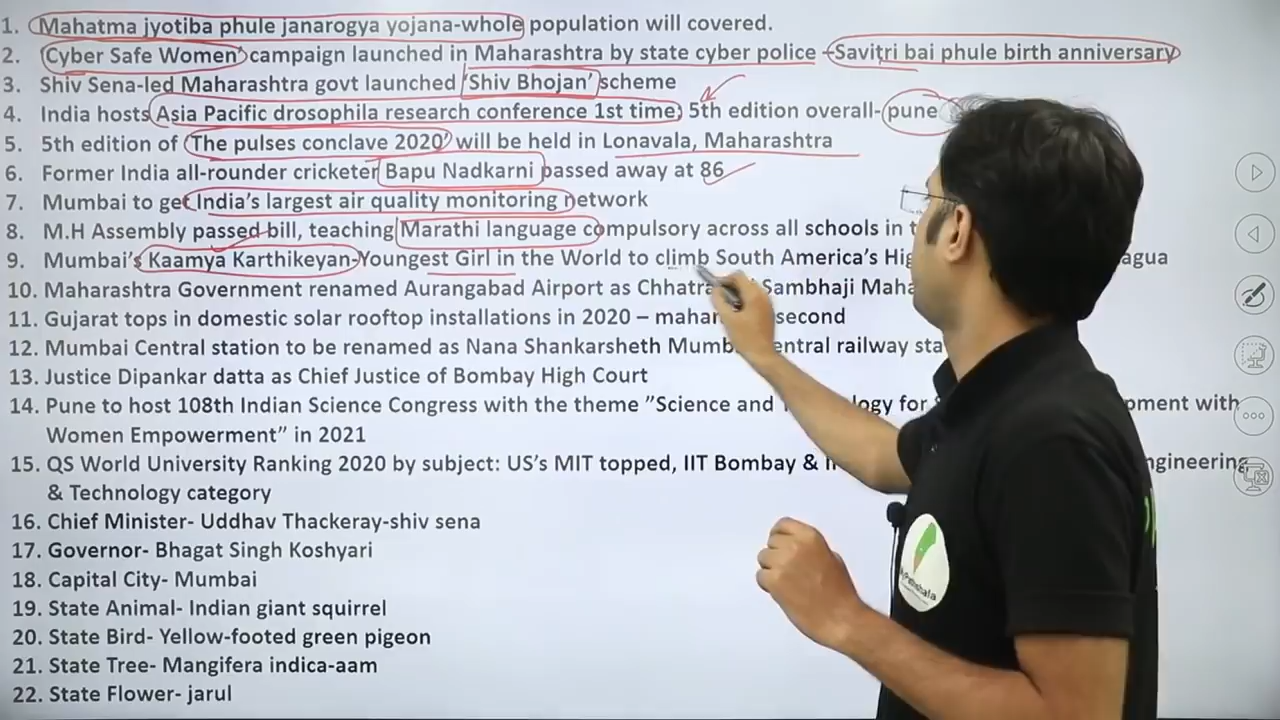 1. Mahatma jyotiba phule janarogya yojana-whole population will covered.
2. 'Cyber Safe Women' campaign launched in Maharashtra by state cyber police -Savitri bai phule birth anniversary
3. Shiv Sena-led Maharashtra govt launched 'Shiv Bhojan' scheme
4. India hosts Asia Pacific drosophila research conference 1st time; 5th edition overall- pune
5. 5th edition of 'The pulses conclave 2020' will be held in Lonavala, Maharashtra
6. Former India all-rounder cricketer Bapu Nadkarni passed away at 86
7. Mumbai to get India's largest air quality monitoring network
8. M.H Assembly passed bill, teaching Marathi language compulsory across all schools in
9. Mumbai's Kaamya Karthikeyan-Youngest Girl in the World to climb South America's agua
10. Maharashtra Government renamed Aurangabad Airport as Sambhaji
11. Gujarat tops in domestic solar rooftop installations in 2020 – second
12. Mumbai Central station to be renamed as Nana Shankarsheth railway
13. Justice Dipankar datta as Chief Justice of Bombay High Court
14. Pune to host 108th Indian Science Congress with the theme "Science and for with
Women Empowerment" in 2021
15. QS World University Ranking 2020 by subject: US's MIT topped, IIT Bombay &
& Technology category
16. Chief Minister- Uddhav Thackeray-shiv sena
17. Governor- Bhagat Singh Koshyari
18. Capital City- Mumbai
19. State Animal- Indian giant squirrel
20. State Bird- Yellow-footed green pigeon
21. State Tree- Mangifera indica-aam
22. State Flower- jarul